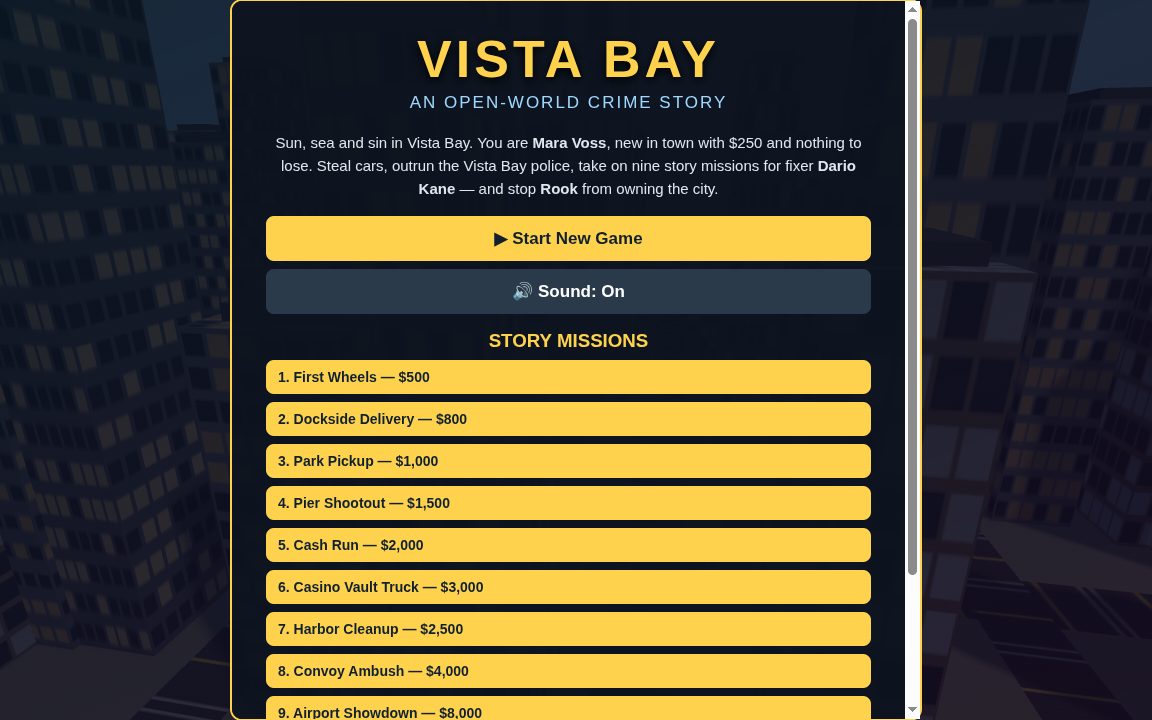 VISTA BAY
AN OPEN-WORLD CRIME STORY
Sun, sea and sin in Vista Bay. You are Mara Voss, new in town with $250 and nothing to
lose. Steal cars, outrun the Vista Bay police, take on nine story missions for fixer Dario
Kane — and stop Rook from owning the city.
▶ Start New Game
🔊 Sound: On
STORY MISSIONS
1. First Wheels — $500
2. Dockside Delivery — $800
3. Park Pickup — $1,000
4. Pier Shootout — $1,500
5. Cash Run — $2,000
6. Casino Vault Truck — $3,000
7. Harbor Cleanup — $2,500
8. Convoy Ambush — $4,000
9. Airport Showdown — $8,000